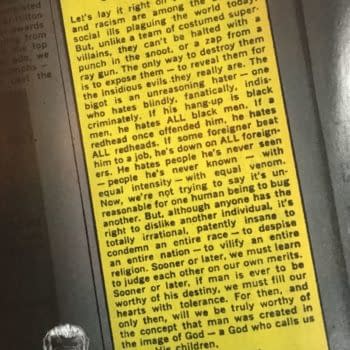 Let's lay it right on
and racism are among the
social ills plaguing the world today.
But, unlike a team of costumed super-
villains, they can't be halted with a
punch in the snoot, or a zap from a
ray gun. The only way to destroy them
is to expose them — to reveal them for
the insidious evils they really are. The
bigot is an unreasoning hater — one
who hates blindly, fanatically, indis-
criminately. If his hang-up is black
men, he hates ALL black men. If a
redhead once offended him, he hates
ALL redheads. If some foreigner beat
him to a job, he's down on ALL foreign-
ers. He hates people he's never seen
— people he's never known — with
equal intensity — with equal venom.
Now, we're not trying to say it's un-
reasonable for one human being to bug
another. But, although anyone has the
right to dislike another individual, it's
totally irrational, patently insane to
condemn an entire race — to despise
an entire nation — to vilify an entire
religion. Sooner or later, we must learn
to judge each other on our own merits.
Sooner or later, if man is ever to be
worthy of his destiny, we must fill our
hearts with tolerance. For then, and
only then, will we be truly worthy of
the concept that man was created in
the image of God — a God who calls us
His children.